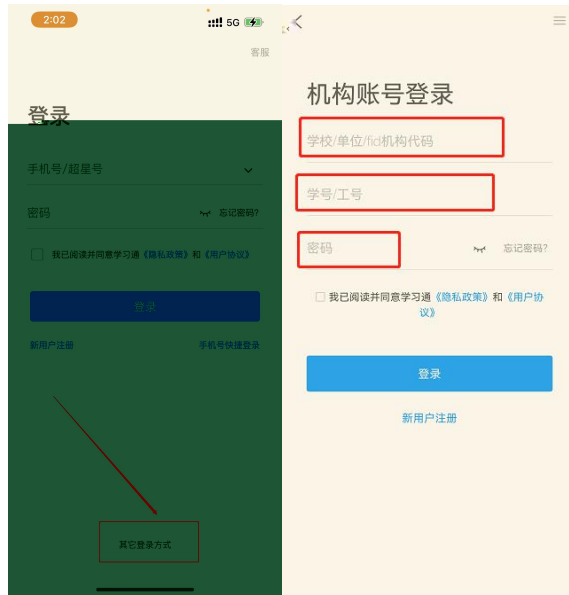 2:02
5G
客服
登录
手机号/超星号
密码
忘记密码?
我已阅读并同意学习通《隐私政策》和《用户协议》
登录
新用户注册
手机号快捷登录
其它登录方式
机构账号登录
学校/单位/fid机构代码
学号/工号
密码
忘记密码?
我已阅读并同意学习通《隐私政策》和《用户协
议》
登录
新用户注册